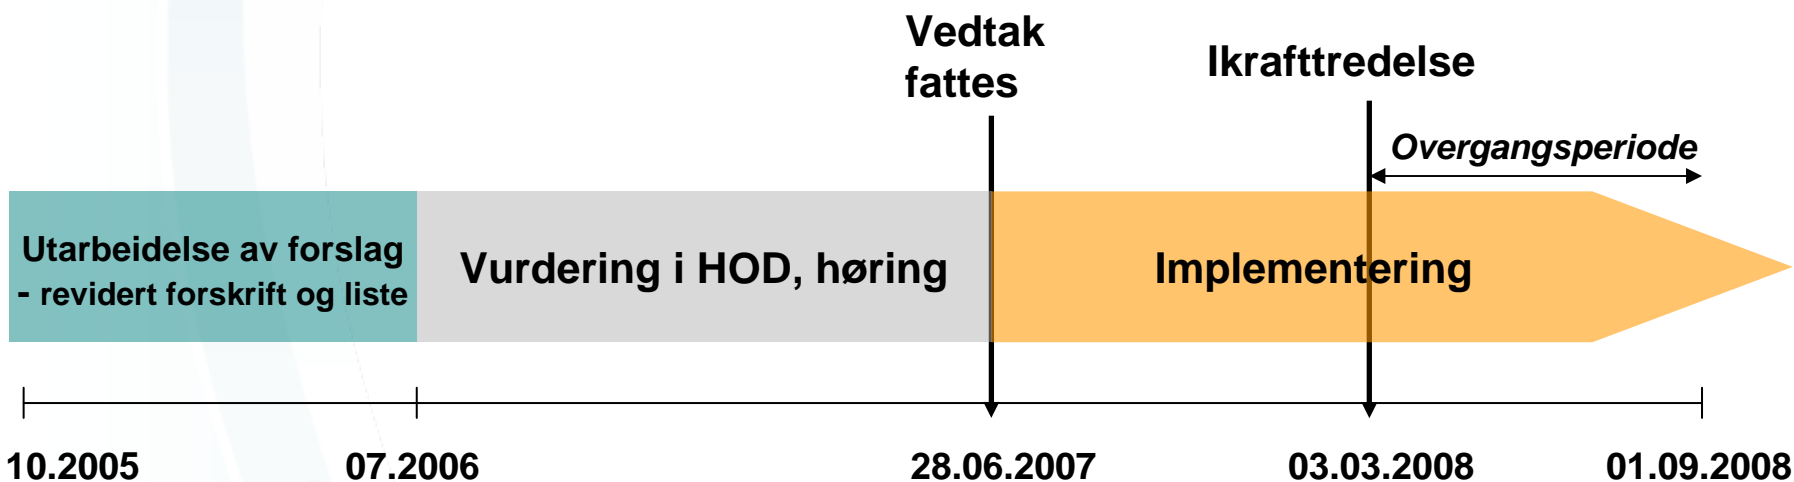 Vedtak
fattes
Ikrafttredelse
Overgangsperiode
Utarbeidelse av forslag
- revidert forskrift og liste
Vurdering i HOD, høring
Implementering
10.2005
07.2006
28.06.2007
03.03.2008
01.09.2008